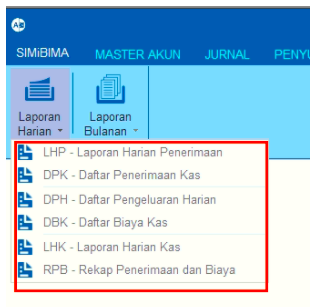 SIMiBIMA MASTER AKUN JURNAL PENYU
Laporan Harian
Laporan Bulanan
LHP - Laporan Harian Penerimaan
DPK - Daftar Penerimaan Kas
DPH - Daftar Pengeluaran Harian
DBK - Daftar Biaya Kas
LHK - Laporan Harian Kas
RPB - Rekap Penerimaan dan Biaya